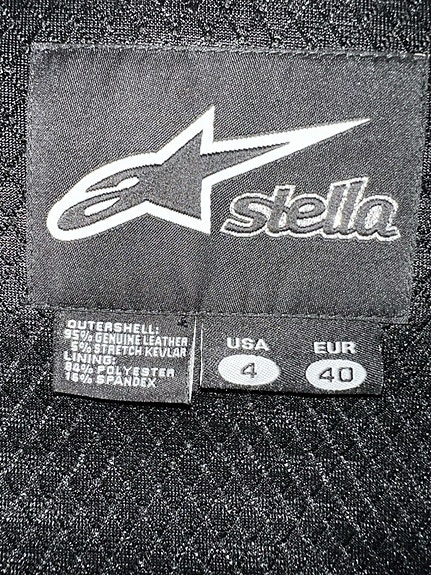 stella
OUTERSHELL:
95% GENUINE LEATHER
5% STRETCH KEVLAR
LINING:
84% POLYESTER
16% SPANDEX
USA
4
EUR
40